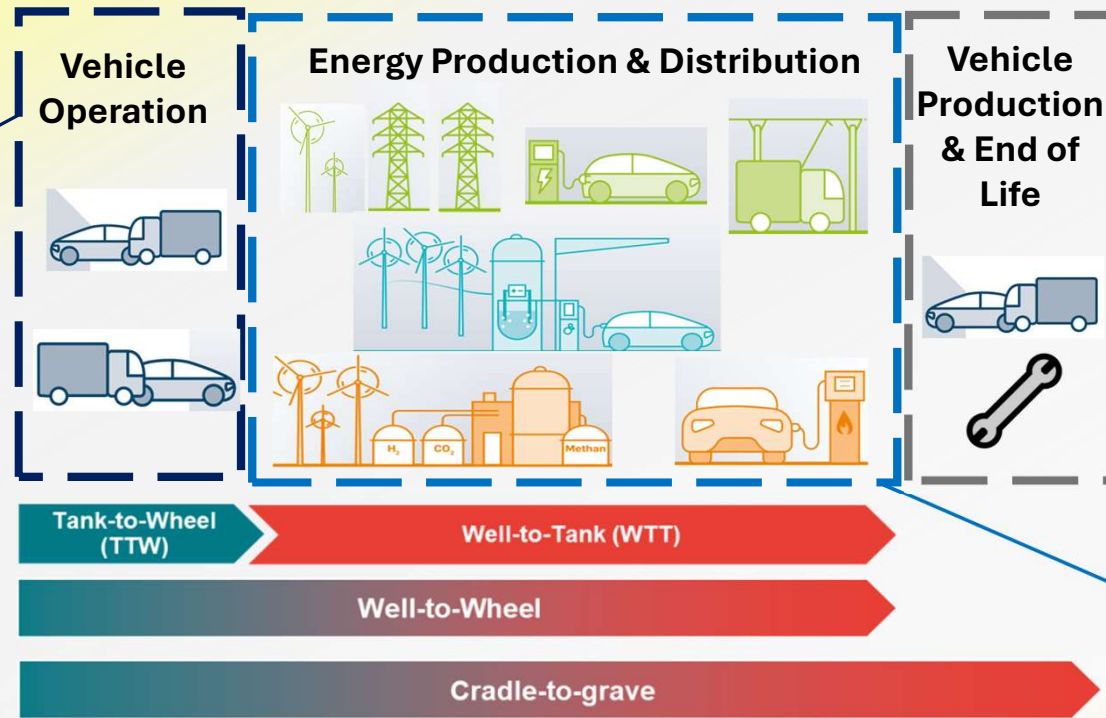 Vehicle
Operation
Energy Production & Distribution
Vehicle
Production
& End of
Life
H₂
CO₂
Methan
Tank-to-Wheel
(TTW)
Well-to-Tank (WTT)
Well-to-Wheel
Cradle-to-grave